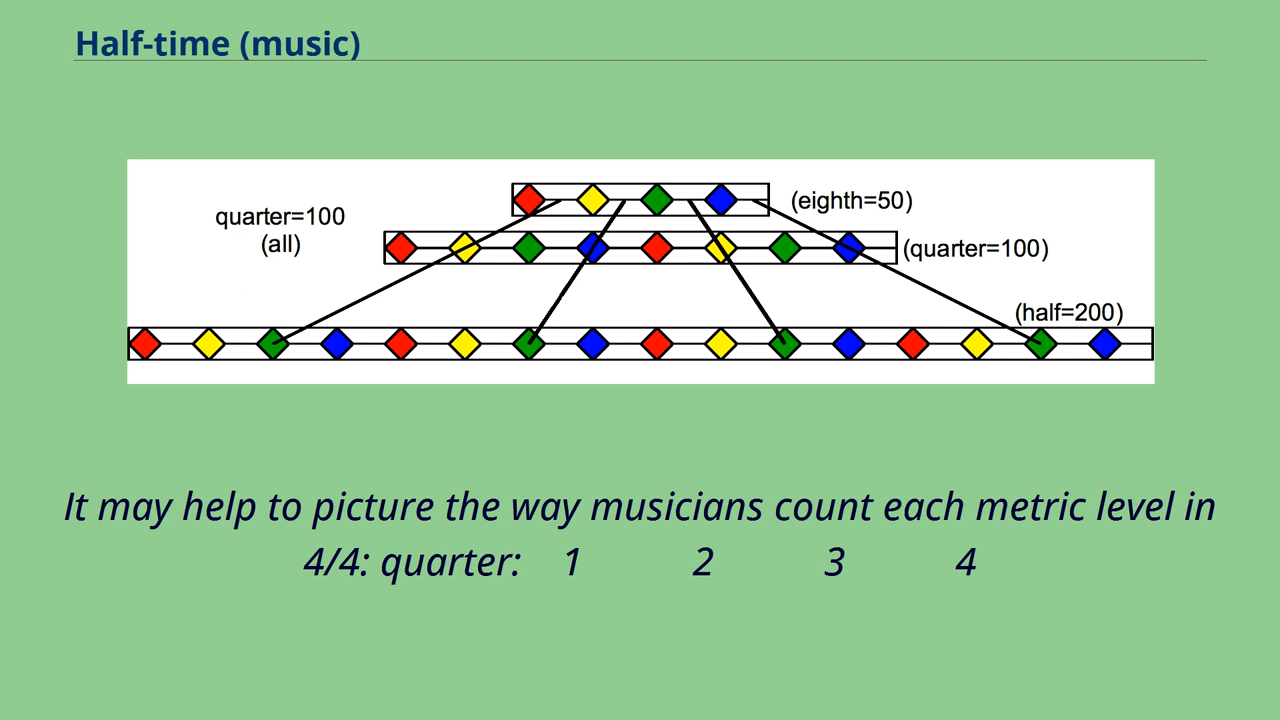 Half-time (music)
quarter=100
(all)
(eighth=50)
(quarter=100)
(half=200)
It may help to picture the way musicians count each metric level in
4/4: quarter: 1 2 3 4